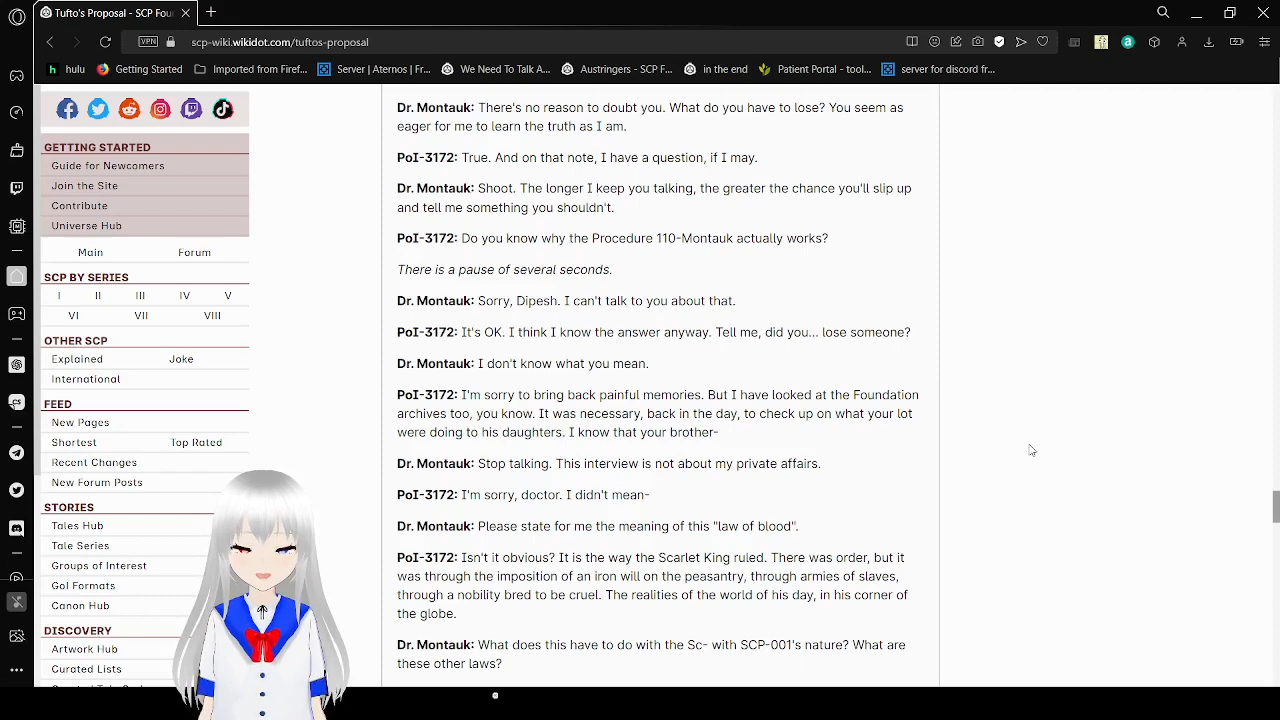 Tufto's Proposal - SCP Four
VPN
scp-wiki.wikidot.com/tuftos-proposal
hulu
Getting Started
Imported from Firef...
Server | Aternos | Fr...
We Need To Talk A...
Austringers - SCP F...
in the end
Patient Portal - tool...
server for discord fr...
GETTING STARTED
Guide for Newcomers
Join the Site
Contribute
Universe Hub
Main Forum
SCP BY SERIES
I II III IV V
VI VII VIII
OTHER SCP
Explained Joke
International
FEED
New Pages
Shortest Top Rated
Recent Changes
New Forum Posts
STORIES
Tales Hub
Tale Series
Groups of Interest
GoI Formats
Canon Hub
DISCOVERY
Artwork Hub
Curated Lists
Dr. Montauk: There's no reason to doubt you. What do you have to lose? You seem as
eager for me to learn the truth as I am.
PoI-3172: True. And on that note, I have a question, if I may.
Dr. Montauk: Shoot. The longer I keep you talking, the greater the chance you'll slip up
and tell me something you shouldn't.
PoI-3172: Do you know why the Procedure 110-Montauk actually works?
There is a pause of several seconds.
Dr. Montauk: Sorry, Dipesh. I can't talk to you about that.
PoI-3172: It's OK. I think I know the answer anyway. Tell me, did you... lose someone?
Dr. Montauk: I don't know what you mean.
PoI-3172: I'm sorry to bring back painful memories. But I have looked at the Foundation
archives too, you know. It was necessary, back in the day, to check up on what your lot
were doing to his daughters. I know that your brother-
Dr. Montauk: Stop talking. This interview is not about my private affairs.
PoI-3172: I'm sorry, doctor. I didn't mean-
Dr. Montauk: Please state for me the meaning of this "law of blood".
PoI-3172: Isn't it obvious? It is the way the Scarlet King ruled. There was order, but it
was through the imposition of an iron will on the peasantry, through armies of slaves,
through a nobility bred to be cruel. The realities of the world of his day, in his corner of
the globe.
Dr. Montauk: What does this have to do with the Sc- with SCP-001's nature? What are
these other laws?